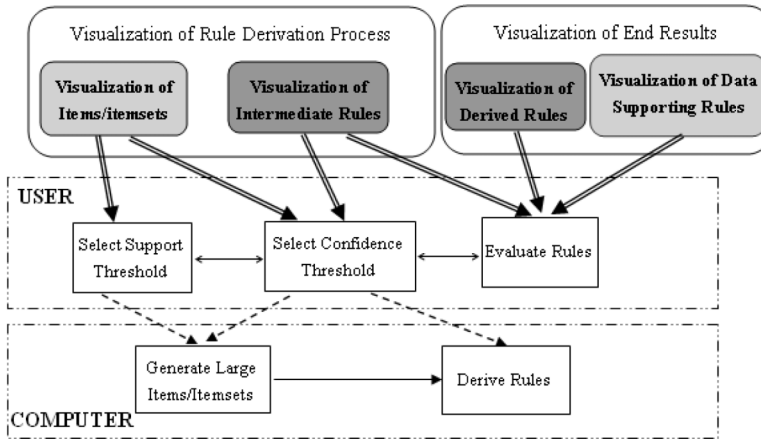 Visualization of Rule Derivation Process
Visualization of End Results
Visualization of
Items/itemsets
Visualization of
Intermediate Rules
Visualization of
Derived Rules
Visualization of Data
Supporting Rules
USER
Select Support
Threshold
Select Confidence
Threshold
Evaluate Rules
Generate Large
Items/Itemsets
Derive Rules
COMPUTER